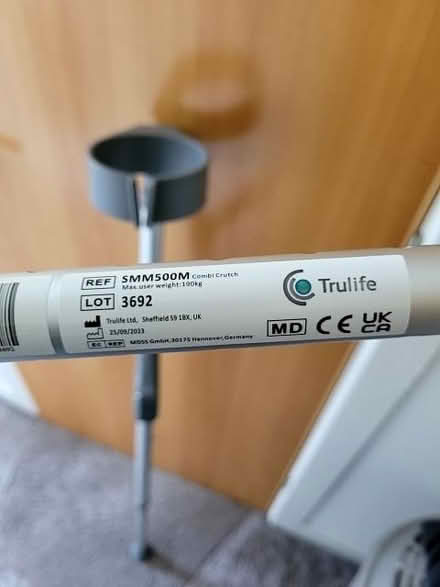 REF SMM500M Combi Crutch
Max.user weight:100kg
LOT 3692
Trulife Ltd, Sheffield S9 1BX, UK
25/09/2023
EC REP MDSS GmbH,30175 Hannover,Germany
Trulife
MD CE UK CA